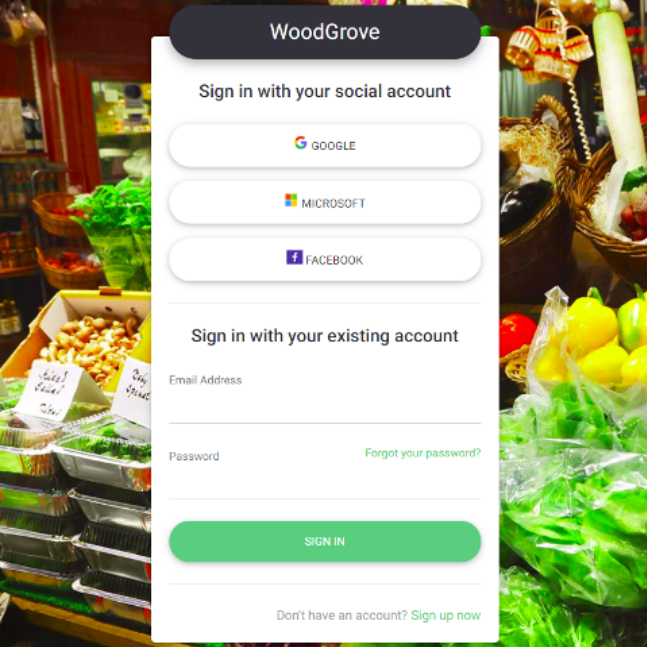 WoodGrove
Sign in with your social account
GOOGLE
MICROSOFT
FACEBOOK
Sign in with your existing account
Email Address
Password
Forgot your password?
SIGN IN
Don't have an account? Sign up now